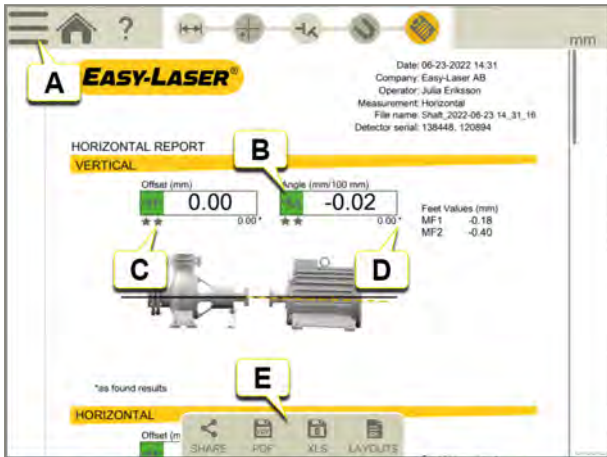 ?
mm
A
EASY-LASER®
Date: 06-23-2022 14:31
Company: Easy-Laser AB
Operator: Julia Eriksson
Measurement: Horizontal
File name: Shaft_2022-06-23 14_31_16
Detector serial: 138448, 120894
HORIZONTAL REPORT
B
VERTICAL
Offset (mm)
Angle (mm/100 mm)
0.00
-0.02
0.00*
0.00*
Feet Values (mm)
MF1 -0.18
MF2 -0.40
C
D
*as found results
E
HORIZONTAL
Offset (m
SHARE
PDF
XLS
LAYOUTS